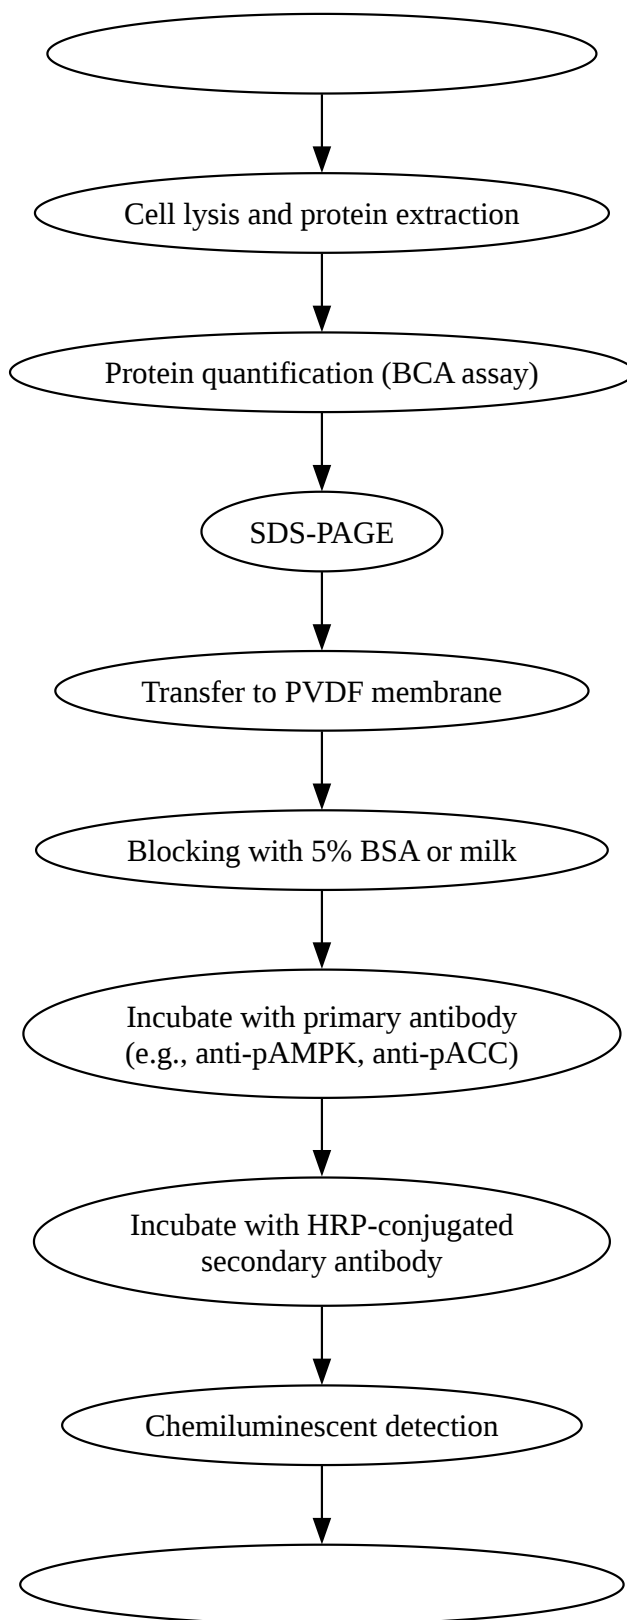 Cell lysis and protein extraction
Protein quantification (BCA assay)
SDS-PAGE
Transfer to PVDF membrane
Blocking with 5% BSA or milk
Incubate with primary antibody
(e.g., anti-pAMPK, anti-pACC)
Incubate with HRP-conjugated
secondary antibody
Chemiluminescent detection